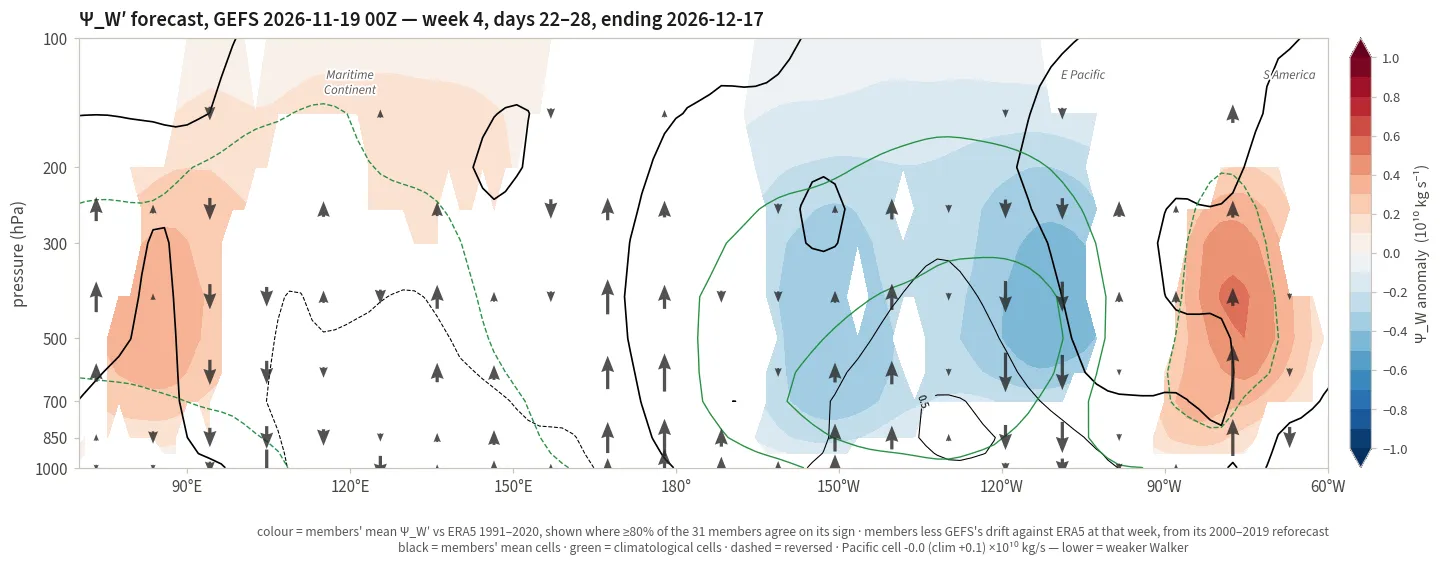 Ψ_W′ forecast, GEFS 2026-11-19 00Z — week 4, days 22–28, ending 2026-12-17
100
200
300
500
700
850
1000
pressure (hPa)
Maritime
Continent
E Pacific
S America
0.5
90°E
120°E
150°E
180°
150°W
120°W
90°W
60°W
1.0
0.8
0.6
0.4
0.2
0.0
−0.2
−0.4
−0.6
−0.8
−1.0
Ψ_W anomaly (10¹⁰ kg s⁻¹)
colour = members' mean Ψ_W′ vs ERA5 1991–2020, shown where ≥80% of the 31 members agree on its sign · members less GEFS's drift against ERA5 at that week, from its 2000–2019 reforecast
black = members' mean cells · green = climatological cells · dashed = reversed · Pacific cell -0.0 (clim +0.1) ×10¹⁰ kg/s — lower = weaker Walker